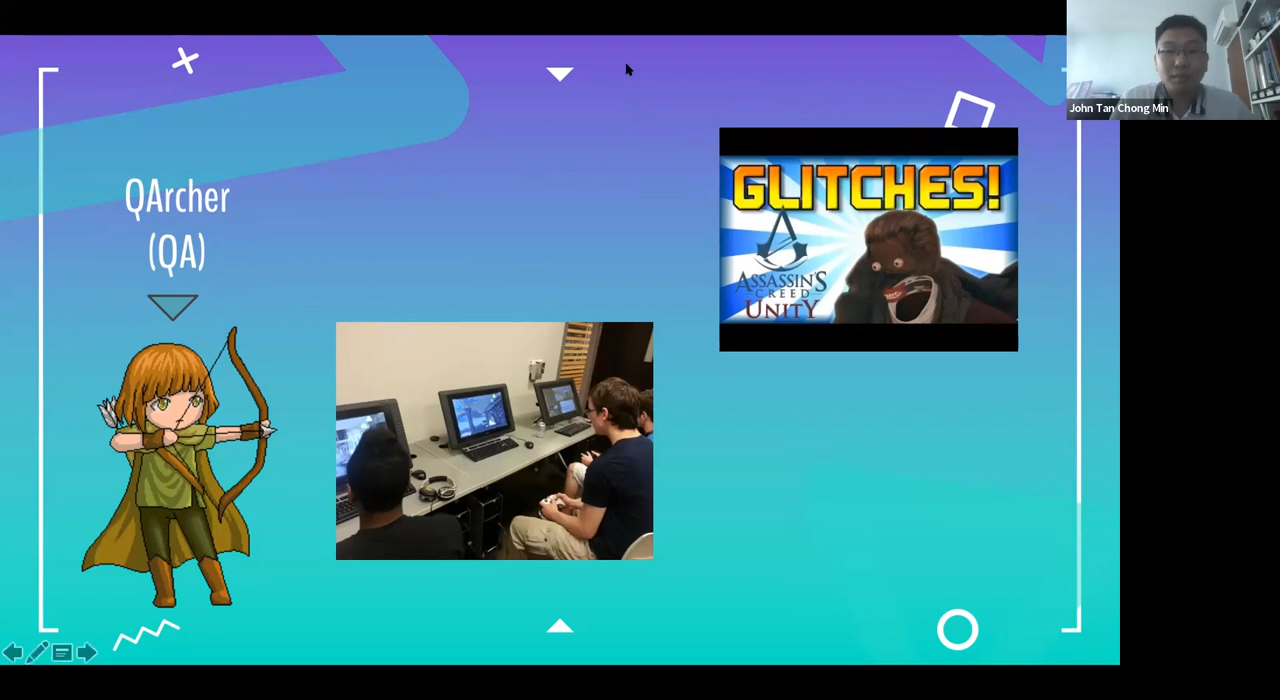 John Tan Chong Min
QArcher
(QA)
GLITCHES!
ASSASSIN'S
CREED
UNITY